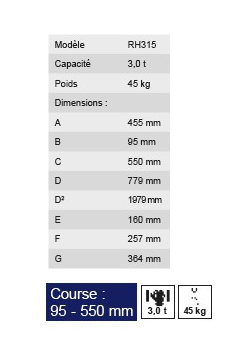 Modèle RH315
Capacité 3,0 t
Poids 45 kg
Dimensions :
A 455 mm
B 95 mm
C 550 mm
D 779 mm
D² 1979 mm
E 160 mm
F 257 mm
G 364 mm
Course :
95 - 550 mm
3,0 t 45 kg